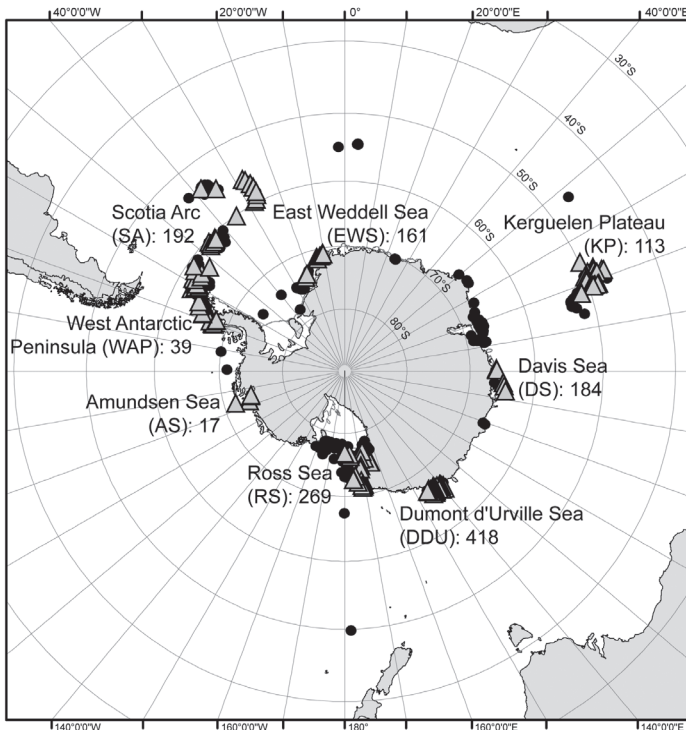 40°0'0"W
20°0'0"W
0°
20°0'0"E
40°0'0"E
30°S
40°S
50°S
60°S
70°S
80°S
Scotia Arc
(SA): 192
East Weddell Sea
(EWS): 161
Kerguelen Plateau
(KP): 113
West Antarctic
Peninsula (WAP): 39
Davis Sea
(DS): 184
Amundsen Sea
(AS): 17
Ross Sea
(RS): 269
Dumont d'Urville Sea
(DDU): 418
140°0'0"W
160°0'0"W
180°
160°0'0"E
140°0'0"E